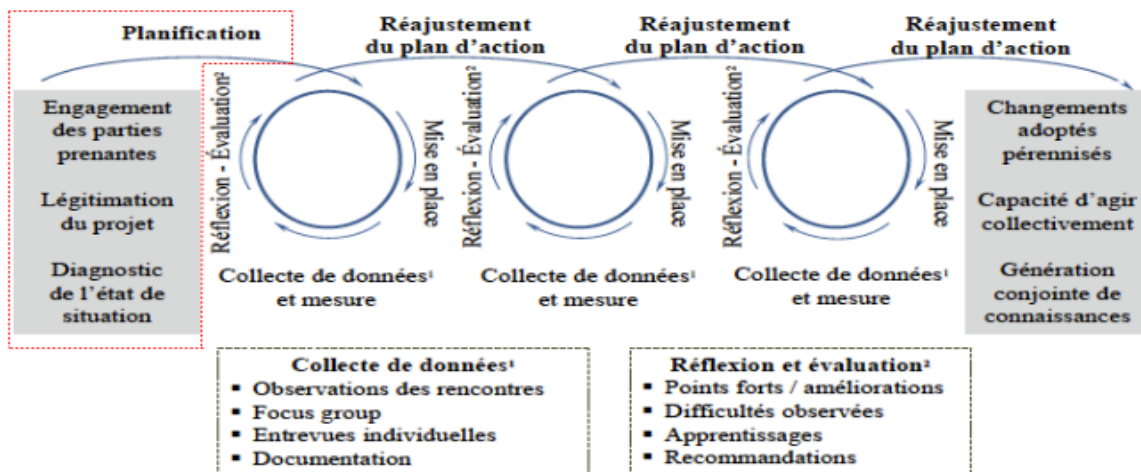 Planification
Réajustement
du plan d'action
Réajustement
du plan d'action
Réajustement
du plan d'action
Engagement
des parties
prenantes
Légitimation
du projet
Diagnostic
de l'état de
situation
Réflexion - Évaluation²
Mise en place
Collecte de données¹
et mesure
Réflexion - Évaluation²
Mise en place
Collecte de données¹
et mesure
Réflexion - Évaluation²
Mise en place
Collecte de données¹
et mesure
Changements
adoptés
pérennisés
Capacité d'agir
collectivement
Génération
conjointe de
connaissances
Collecte de données¹
▪ Observations des rencontres
▪ Focus group
▪ Entrevues individuelles
▪ Documentation
Réflexion et évaluation²
▪ Points forts / améliorations
▪ Difficultés observées
▪ Apprentissages
▪ Recommandations